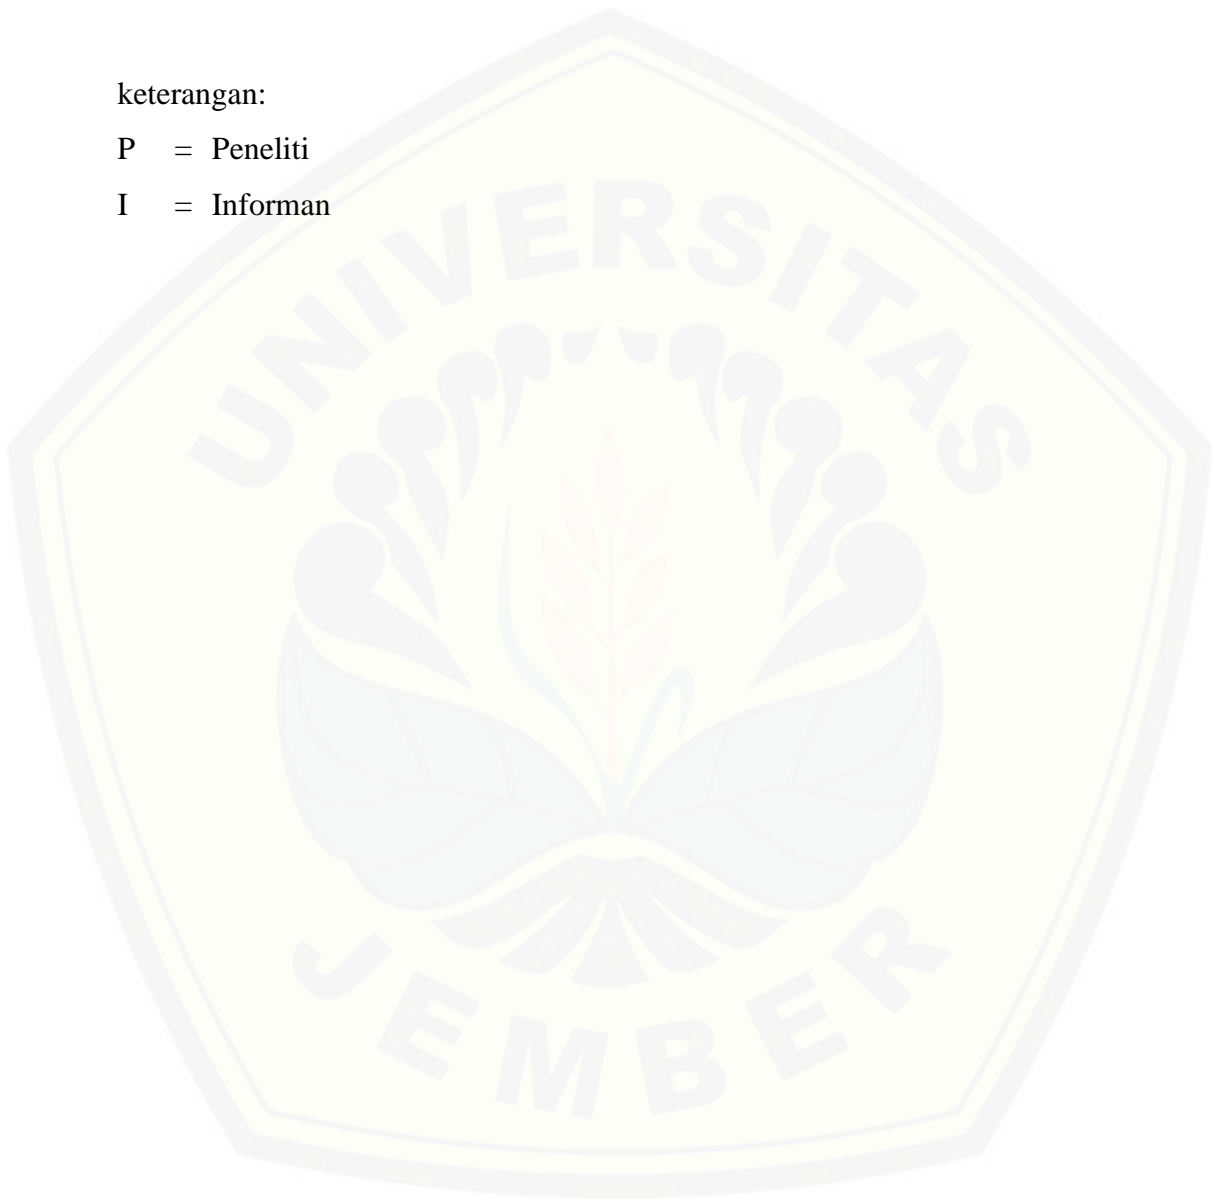 keterangan:
P = Peneliti
I = Informan
UNIVERSITAS
JEMBER